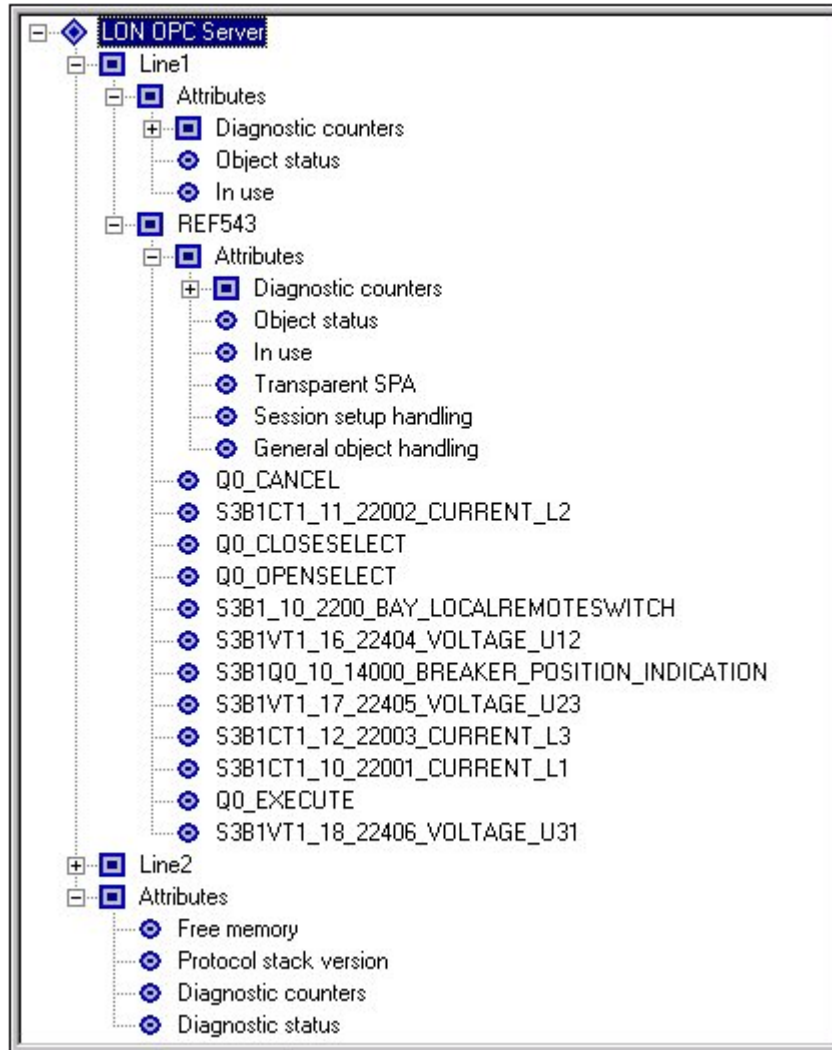 LON OPC Server
Line1
Attributes
Diagnostic counters
Object status
In use
REF543
Attributes
Diagnostic counters
Object status
In use
Transparent SPA
Session setup handling
General object handling
Q0_CANCEL
S3B1CT1_11_22002_CURRENT_L2
Q0_CLOSESELECT
Q0_OPENSELECT
S3B1_10_2200_BAY_LOCALREMOTESWITCH
S3B1VT1_16_22404_VOLTAGE_U12
S3B1Q0_10_14000_BREAKER_POSITION_INDICATION
S3B1VT1_17_22405_VOLTAGE_U23
S3B1CT1_12_22003_CURRENT_L3
S3B1CT1_10_22001_CURRENT_L1
Q0_EXECUTE
S3B1VT1_18_22406_VOLTAGE_U31
Line2
Attributes
Free memory
Protocol stack version
Diagnostic counters
Diagnostic status